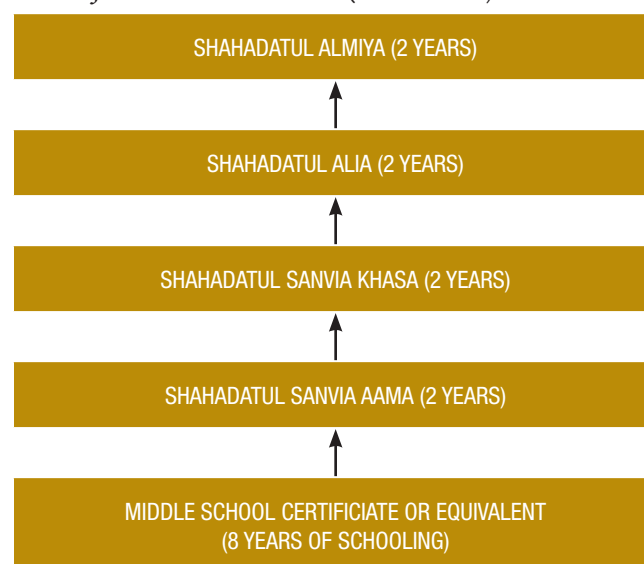 SHAHADATUL ALMIYA (2 YEARS)
SHAHADATUL ALIA (2 YEARS)
SHAHADATUL SANVIA KHASA (2 YEARS)
SHAHADATUL SANVIA AAMA (2 YEARS)
MIDDLE SCHOOL CERTIFICIATE OR EQUIVALENT
(8 YEARS OF SCHOOLING)